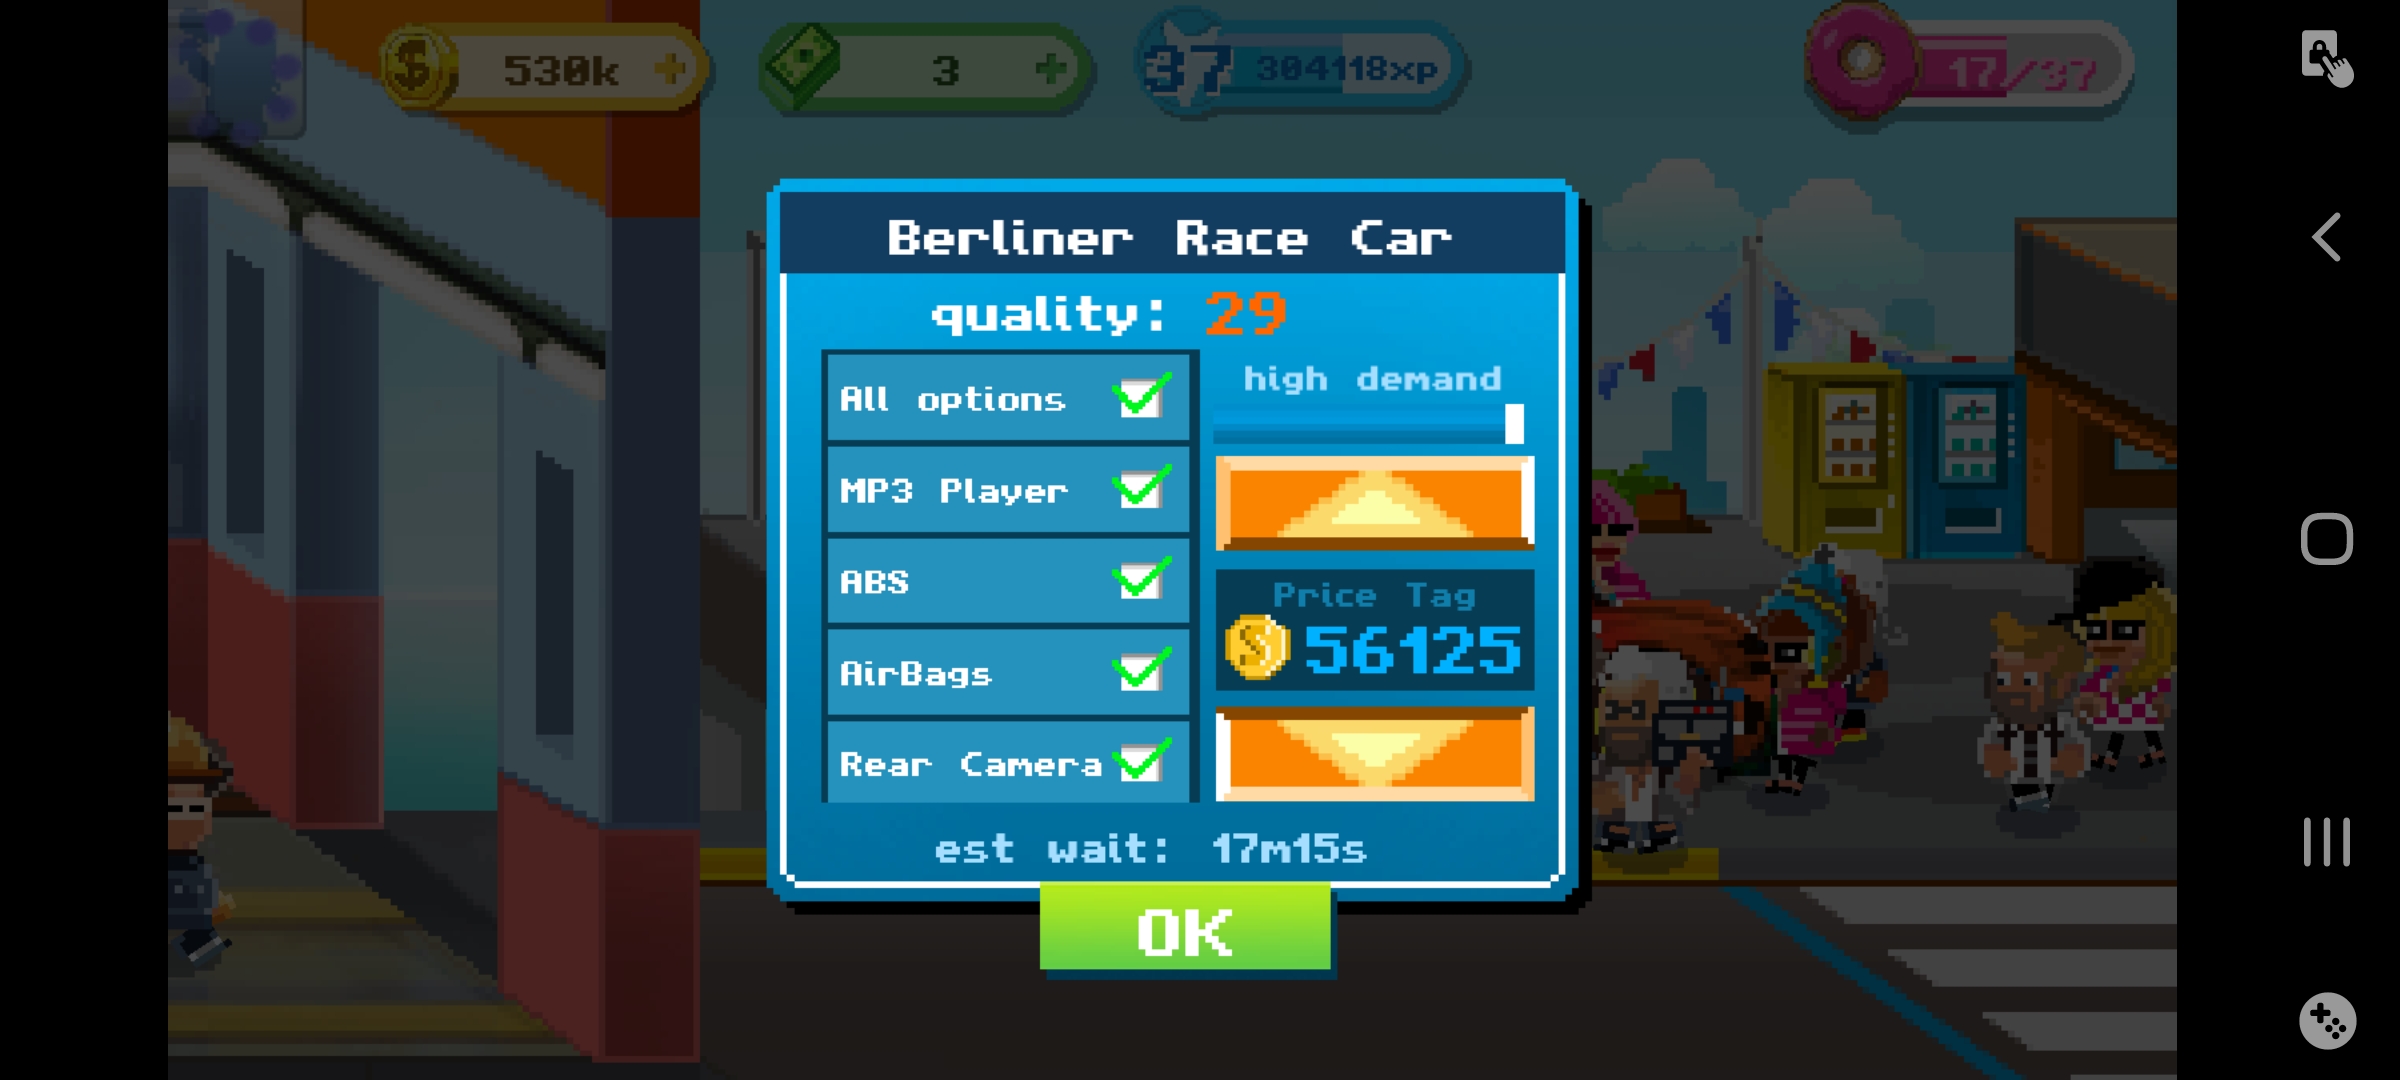 530k
3
37 304118xp
17/37
Berliner Race Car
quality: 29
All options
MP3 Player
ABS
AirBags
Rear Camera
high demand
Price Tag
56125
est wait: 17m15s
OK